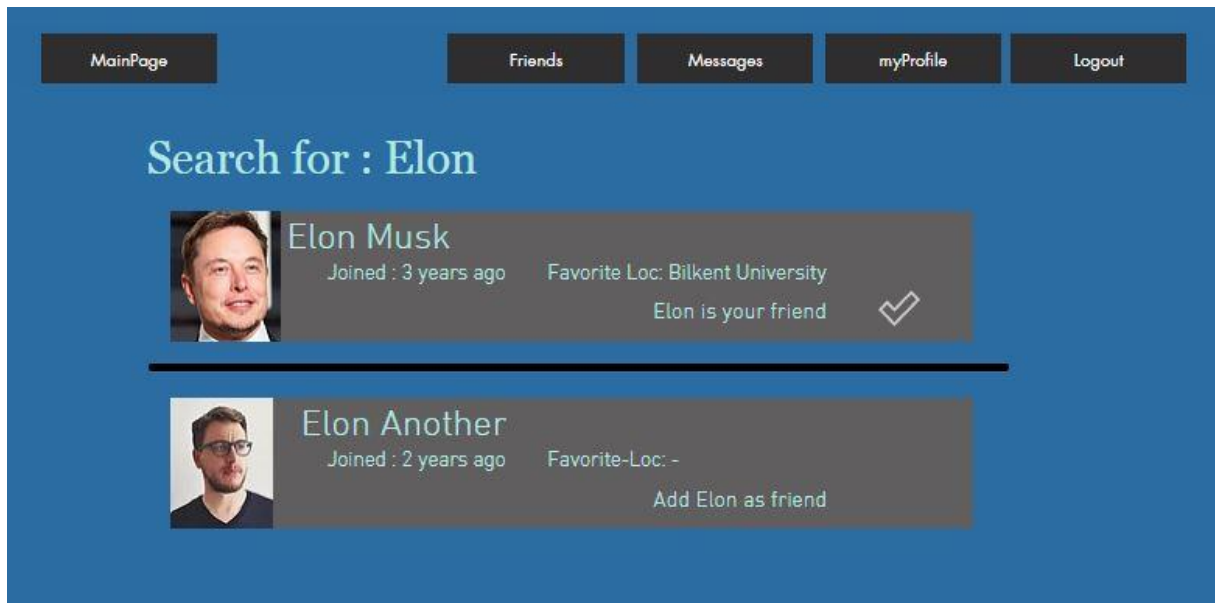 MainPage Friends Messages myProfile Logout
Search for : Elon
Elon Musk
Joined : 3 years ago Favorite Loc: Bilkent University
Elon is your friend
Elon Another
Joined : 2 years ago Favorite-Loc: -
Add Elon as friend